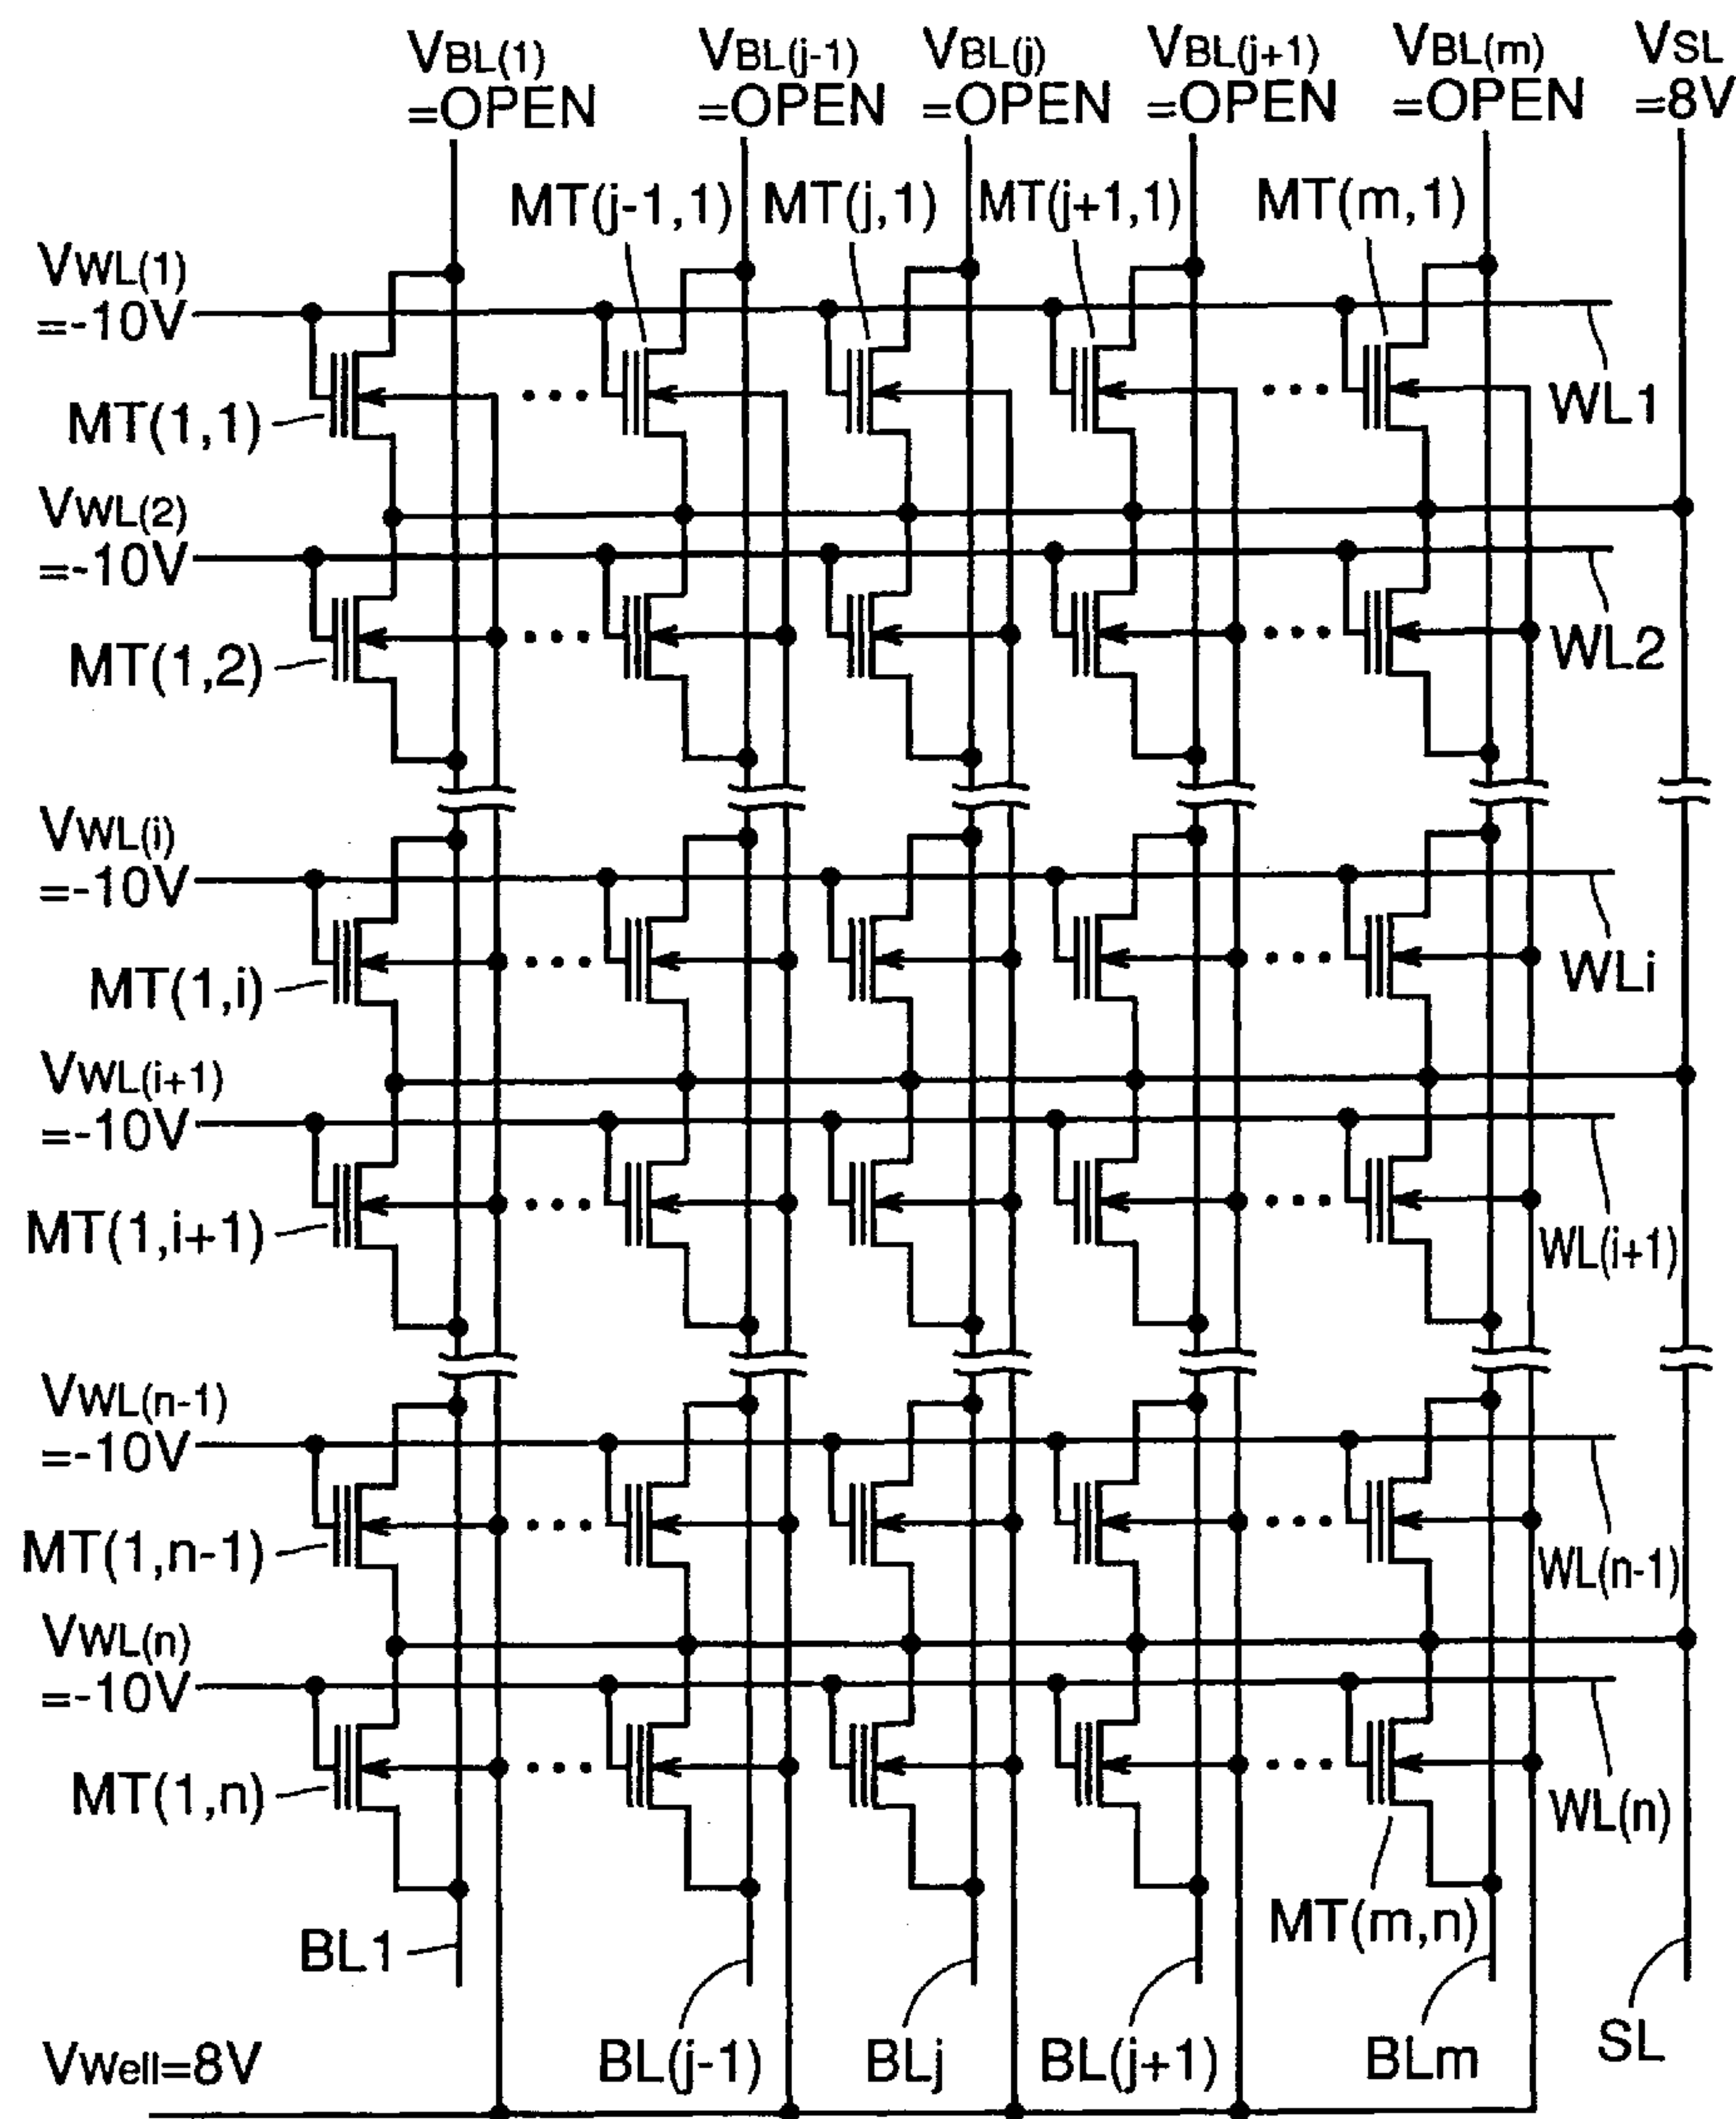 VBL(1)
=OPEN
VBL(j-1)
=OPEN
VBL(j)
=OPEN
VBL(j+1)
=OPEN
VBL(m)
=OPEN
VSL
=8V
MT(j-1,1)
MT(j,1)
MT(j+1,1)
MT(m,1)
VWL(1)
=-10V
MT(1,1)
WL1
VWL(2)
=-10V
MT(1,2)
WL2
VWL(i)
=-10V
MT(1,i)
WLi
VWL(i+1)
=-10V
MT(1,i+1)
WL(i+1)
VWL(n-1)
=-10V
MT(1,n-1)
WL(n-1)
VWL(n)
=-10V
MT(1,n)
WL(n)
MT(m,n)
BL1
BL(j-1)
BLj
BL(j+1)
BLm
SL
VWell=8V